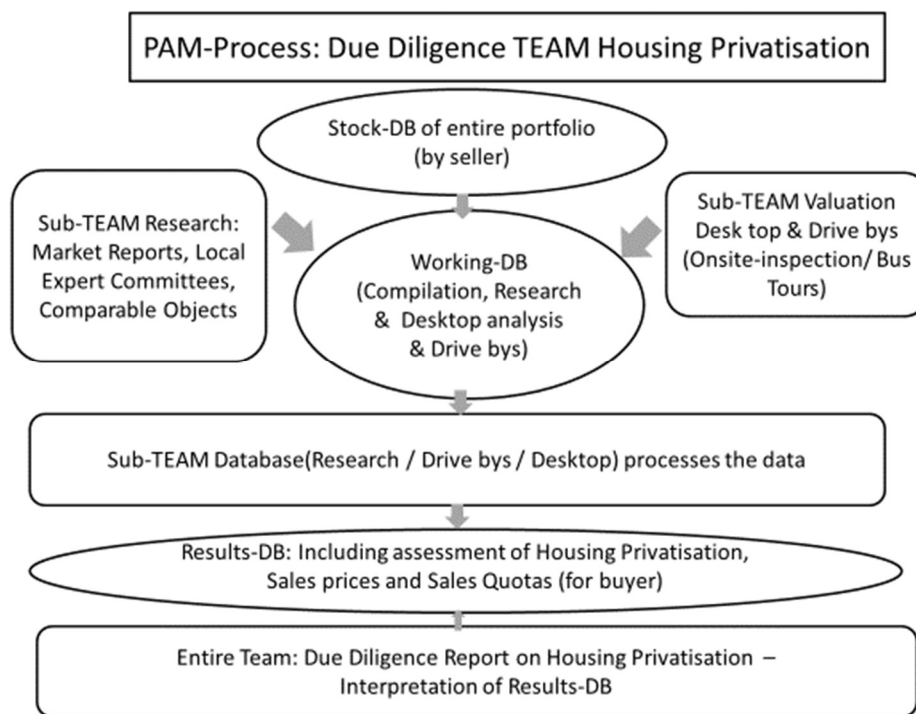 PAM-Process: Due Diligence TEAM Housing Privatisation
Stock-DB of entire portfolio
(by seller)
Sub-TEAM Research:
Market Reports, Local
Expert Committees,
Comparable Objects
Working-DB
(Compilation, Research
& Desktop analysis
& Drive bys)
Sub-TEAM Valuation
Desk top & Drive bys
(Onsite-inspection/ Bus
Tours)
Sub-TEAM Database(Research / Drive bys / Desktop) processes the data
Results-DB: Including assessment of Housing Privatisation,
Sales prices and Sales Quotas (for buyer)
Entire Team: Due Diligence Report on Housing Privatisation –
Interpretation of Results-DB